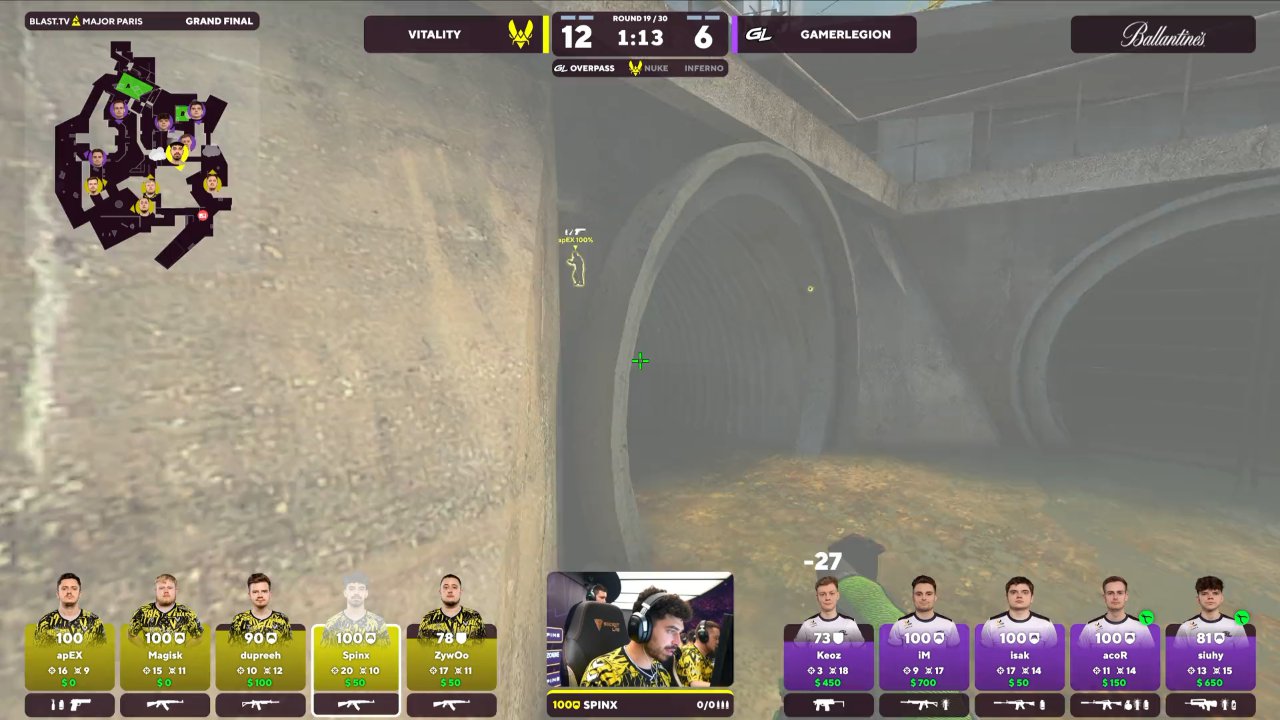 BLAST.TV MAJOR PARIS GRAND FINAL
VITALITY
12
ROUND 19 / 30
1:13
6
GL
GAMERLEGION
Ballantine's
GL OVERPASS NUKE INFERNO
apEX 100%
-27
100
apEX
16 9
$ 0
100
Magisk
15 11
$ 0
90
dupreeh
10 12
$ 100
100
Spinx
20 10
$ 50
78
ZywOo
17 11
$ 50
100 SPINX 0/0
73
Keoz
3 18
$ 450
100
iM
9 17
$ 700
100
isak
17 14
$ 50
100
acoR
11 14
$ 150
81
siuhy
13 15
$ 650